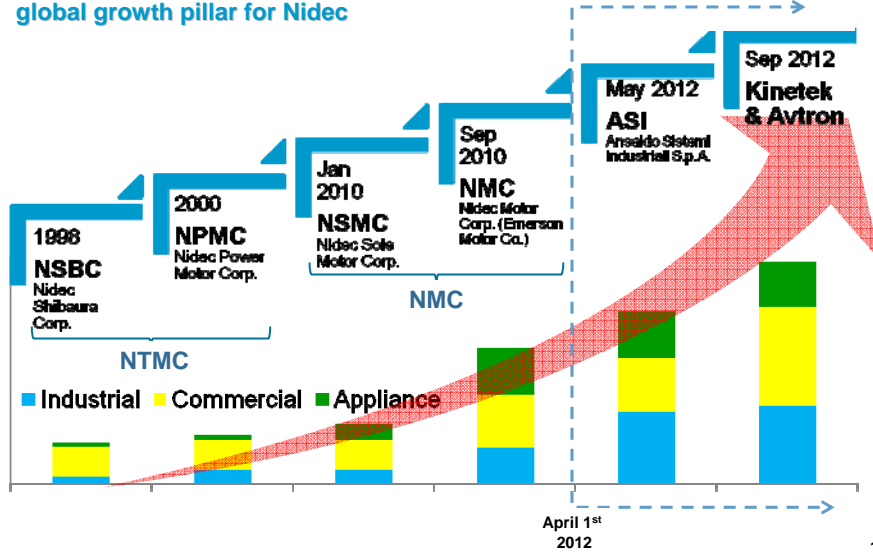 global growth pillar for Nidec
1998
NSBC
Nidec
Shibaura
Corp.
2000
NPMC
Nidec Power
Motor Corp.
Jan
2010
NSMC
Nidec Sole
Motor Corp.
Sep
2010
NMC
Nidec Motor
Corp. (Emerson
Motor Co.)
May 2012
ASI
Ansaldo Sistemi
Industriali S.p.A.
Sep 2012
Kinetek
& Avtron
NTMC
NMC
Industrial Commercial Appliance
April 1st
2012